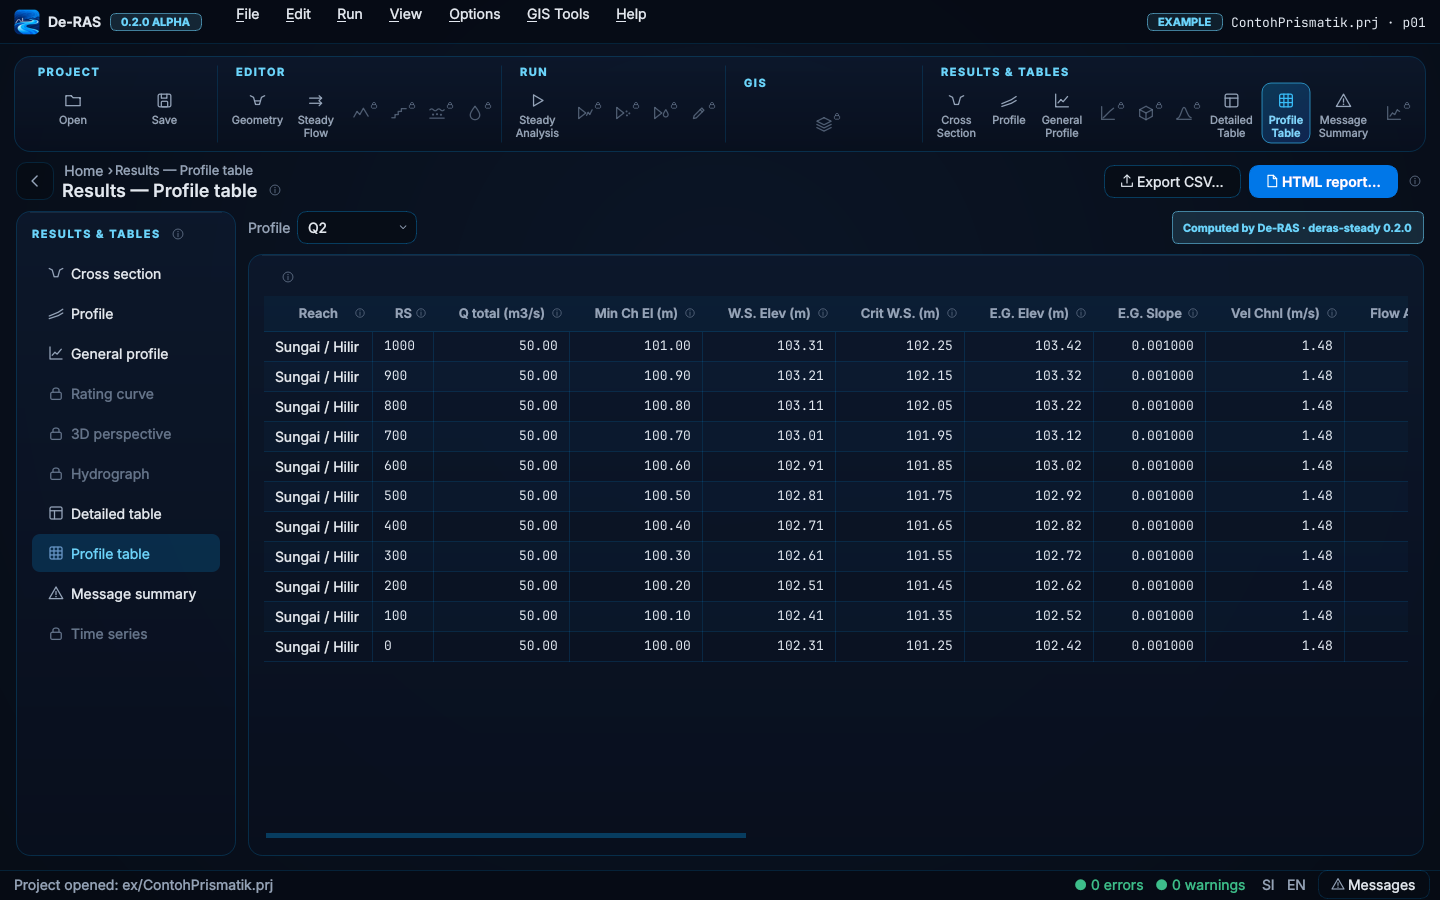 De-RAS 0.2.0 ALPHA File Edit Run View Options GIS Tools Help EXAMPLE ContohPrismatik.prj · p01
PROJECT EDITOR RUN GIS RESULTS & TABLES
Open Save Geometry Steady Flow Steady Analysis Cross Section Profile General Profile Detailed Table Profile Table Message Summary
Home › Results — Profile table
Results — Profile table
Export CSV... HTML report...
RESULTS & TABLES
Cross section
Profile
General profile
Rating curve
3D perspective
Hydrograph
Detailed table
Profile table
Message summary
Time series
Profile Q2 Computed by De-RAS · deras-steady 0.2.0
Reach RS Q total (m3/s) Min Ch El (m) W.S. Elev (m) Crit W.S. (m) E.G. Elev (m) E.G. Slope Vel Chnl (m/s) Flow A
Sungai / Hilir 1000 50.00 101.00 103.31 102.25 103.42 0.001000 1.48
Sungai / Hilir 900 50.00 100.90 103.21 102.15 103.32 0.001000 1.48
Sungai / Hilir 800 50.00 100.80 103.11 102.05 103.22 0.001000 1.48
Sungai / Hilir 700 50.00 100.70 103.01 101.95 103.12 0.001000 1.48
Sungai / Hilir 600 50.00 100.60 102.91 101.85 103.02 0.001000 1.48
Sungai / Hilir 500 50.00 100.50 102.81 101.75 102.92 0.001000 1.48
Sungai / Hilir 400 50.00 100.40 102.71 101.65 102.82 0.001000 1.48
Sungai / Hilir 300 50.00 100.30 102.61 101.55 102.72 0.001000 1.48
Sungai / Hilir 200 50.00 100.20 102.51 101.45 102.62 0.001000 1.48
Sungai / Hilir 100 50.00 100.10 102.41 101.35 102.52 0.001000 1.48
Sungai / Hilir 0 50.00 100.00 102.31 101.25 102.42 0.001000 1.48
Project opened: ex/ContohPrismatik.prj 0 errors 0 warnings SI EN Messages